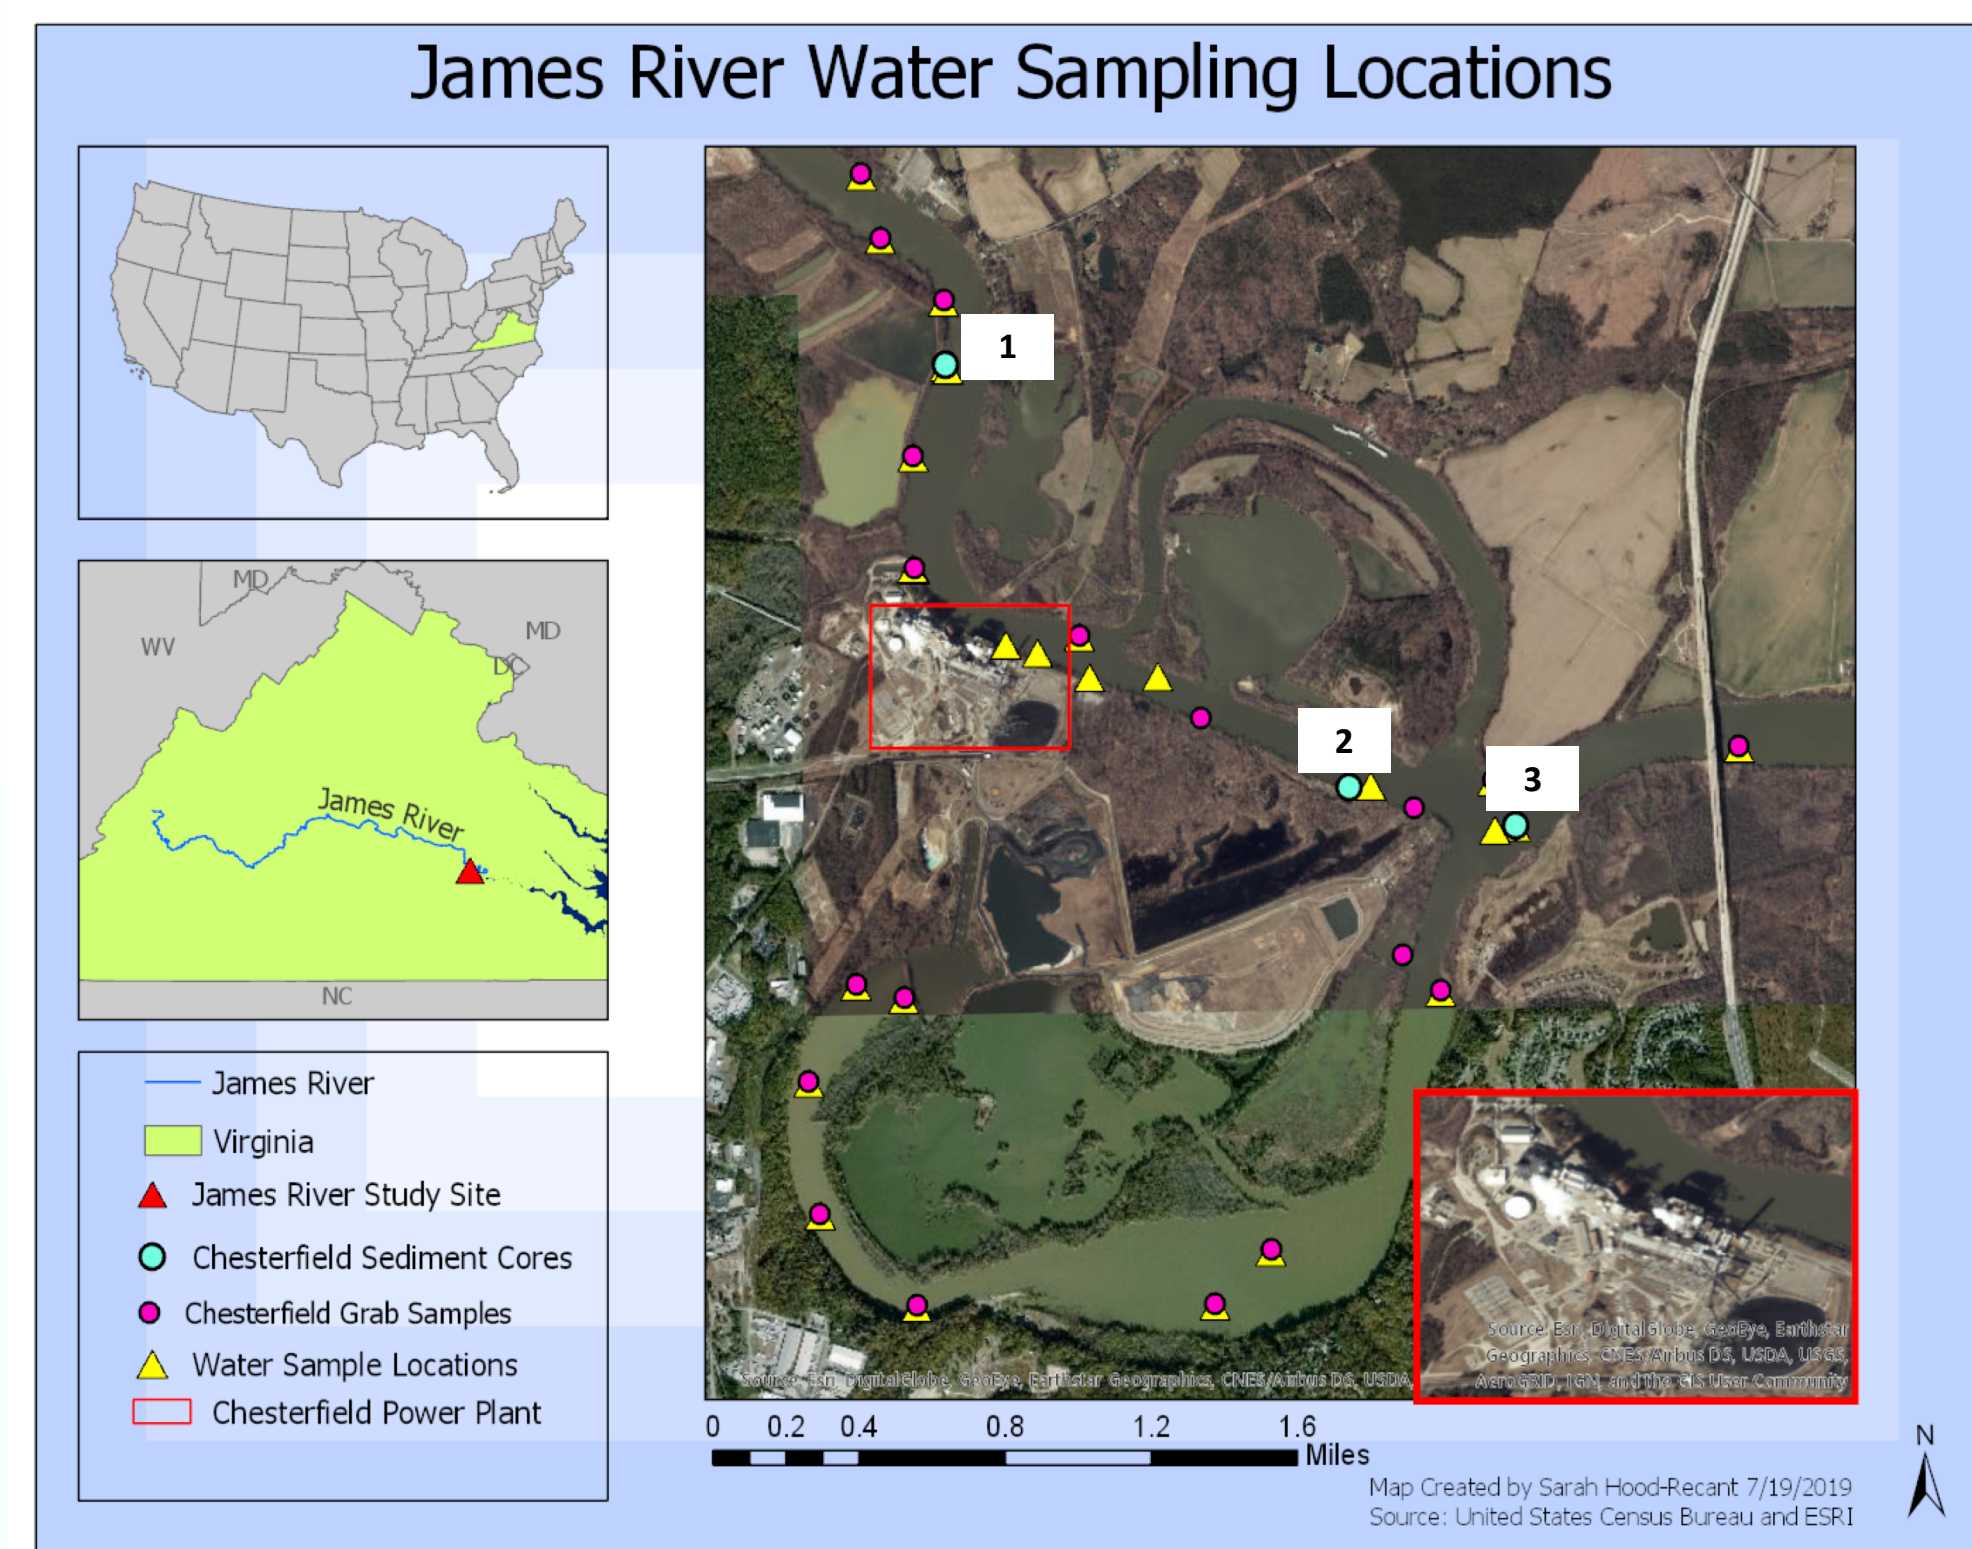 James River Water Sampling Locations
MD
WV
MD
DC
James River
NC
James River
Virginia
James River Study Site
Chesterfield Sediment Cores
Chesterfield Grab Samples
Water Sample Locations
Chesterfield Power Plant
1
2
3
Source: Esri, DigitalGlobe, GeoEye, Earthstar Geographics, CNES/Airbus DS, USDA,
Source: Esri, DigitalGlobe, GeoEye, Earthstar
Geographics, CNES/Airbus DS, USDA, USGS,
AeroGRID, IGN, and the GIS User Community
0 0.2 0.4 0.8 1.2 1.6
Miles
N
Map Created by Sarah Hood-Recant 7/19/2019
Source: United States Census Bureau and ESRI